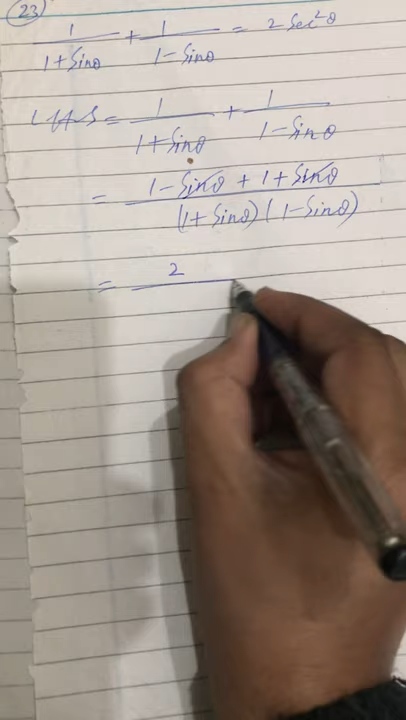 (23)
1/(1+Sinθ) + 1/(1-Sinθ) = 2 Sec²θ
LHS = 1/(1+Sinθ) + 1/(1-Sinθ)
= (1-Sinθ + 1+Sinθ)/((1+Sinθ)(1-Sinθ))
= 2/